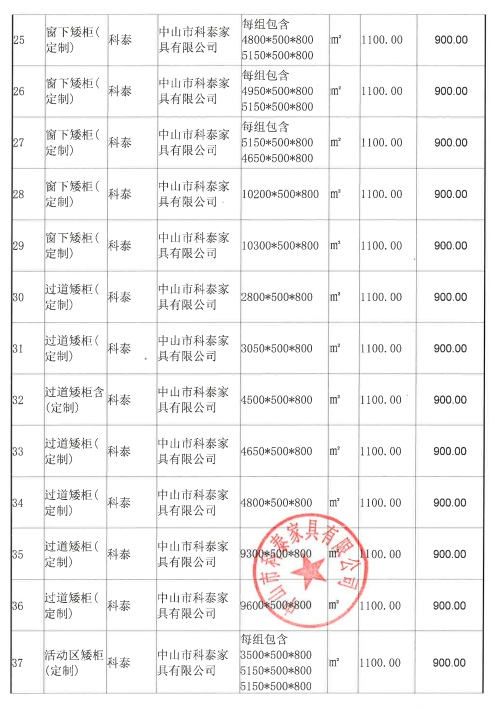 25 窗下矮柜(定制) 科泰 中山市科泰家具有限公司 每组包含 4800*500*800 5150*500*800 m² 1100.00 900.00
26 窗下矮柜(定制) 科泰 中山市科泰家具有限公司 每组包含 4950*500*800 5150*500*800 m² 1100.00 900.00
27 窗下矮柜(定制) 科泰 中山市科泰家具有限公司 每组包含 5150*500*800 4650*500*800 m² 1100.00 900.00
28 窗下矮柜(定制) 科泰 中山市科泰家具有限公司 10200*500*800 m² 1100.00 900.00
29 窗下矮柜(定制) 科泰 中山市科泰家具有限公司 10300*500*800 m² 1100.00 900.00
30 过道矮柜(定制) 科泰 中山市科泰家具有限公司 2800*500*800 m² 1100.00 900.00
31 过道矮柜(定制) 科泰 中山市科泰家具有限公司 3050*500*800 m² 1100.00 900.00
32 过道矮柜含(定制) 科泰 中山市科泰家具有限公司 4500*500*800 m² 1100.00 900.00
33 过道矮柜(定制) 科泰 中山市科泰家具有限公司 4650*500*800 m² 1100.00 900.00
34 过道矮柜(定制) 科泰 中山市科泰家具有限公司 4800*500*800 m² 1100.00 900.00
35 过道矮柜(定制) 科泰 中山市科泰家具有限公司 9300*500*800 m² 1100.00 900.00
36 过道矮柜(定制) 科泰 中山市科泰家具有限公司 9600*500*800 m² 1100.00 900.00
37 活动区矮柜(定制) 科泰 中山市科泰家具有限公司 每组包含 3500*500*800 5150*500*800 5150*500*800 m² 1100.00 900.00
中山市科泰家具有限公司